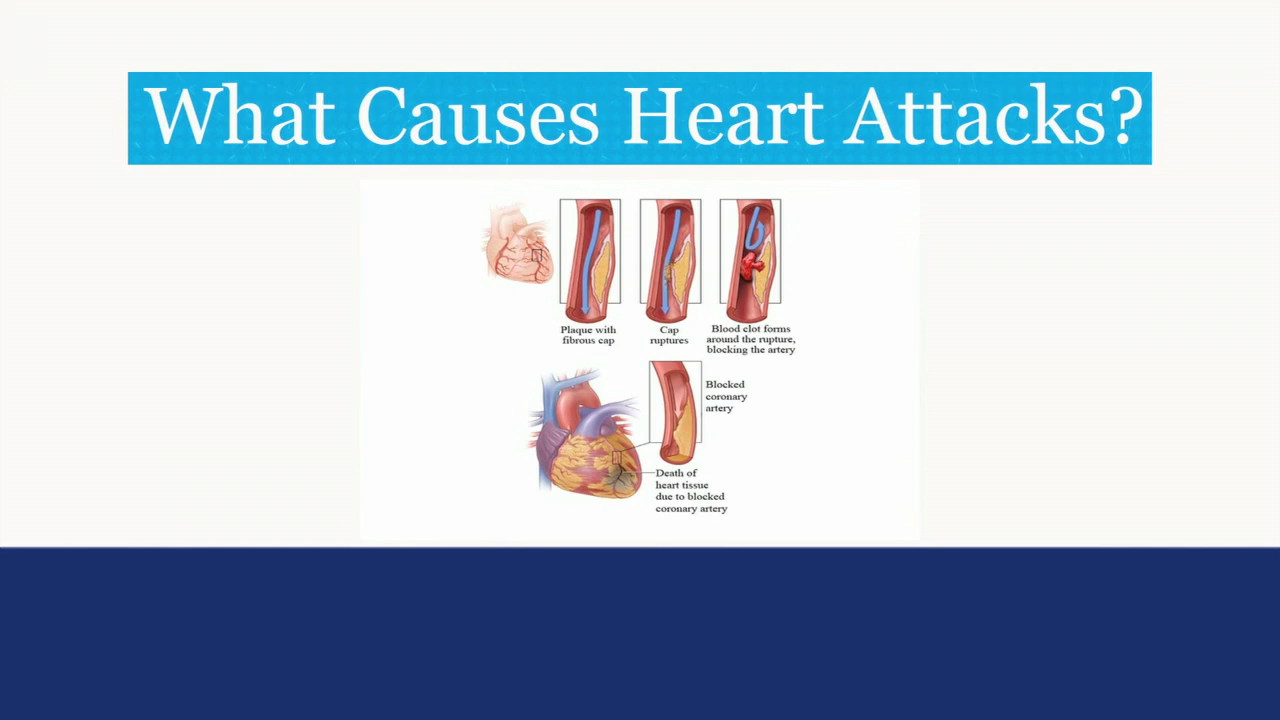 What Causes Heart Attacks?
Plaque with
fibrous cap
Cap
ruptures
Blood clot forms
around the rupture,
blocking the artery
Blocked
coronary
artery
Death of
heart tissue
due to blocked
coronary artery